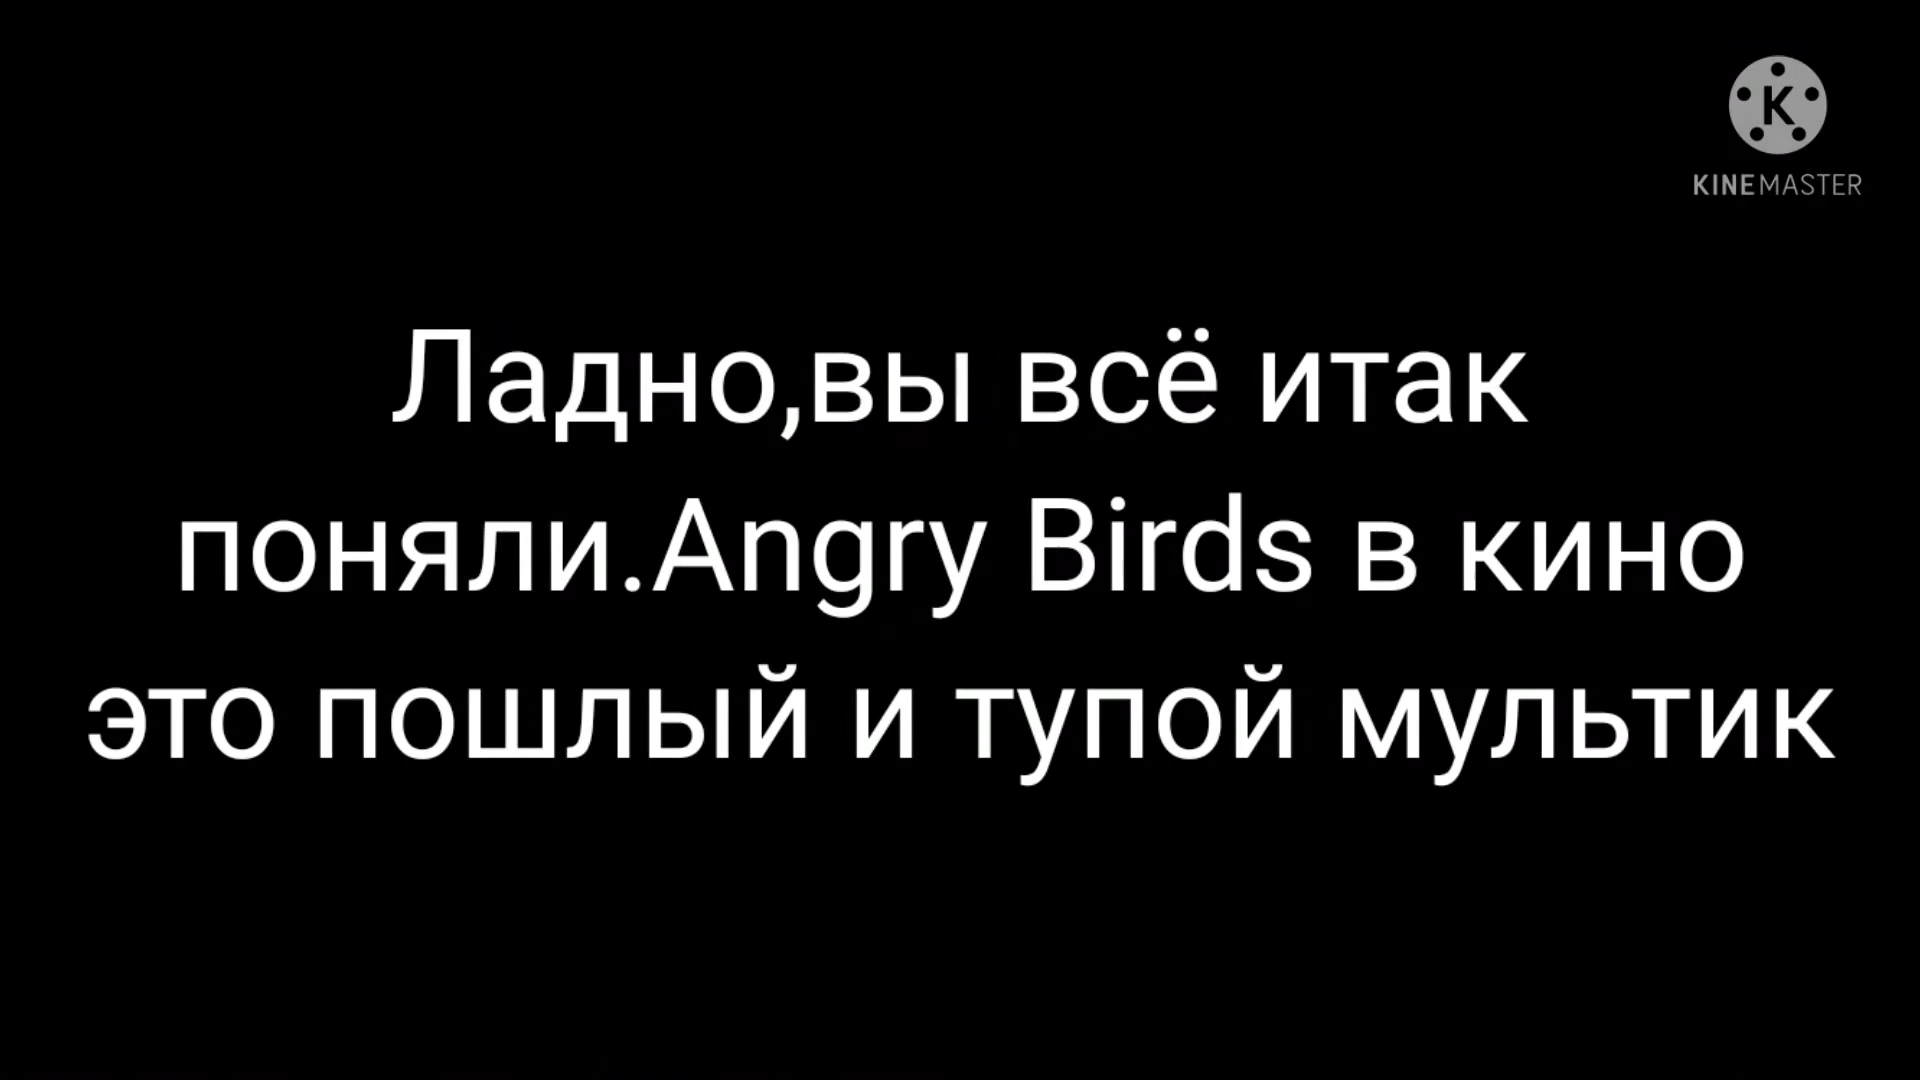 K
KINEMASTER
Ладно,вы всё итак
поняли.Angry Birds в кино
это пошлый и тупой мультик